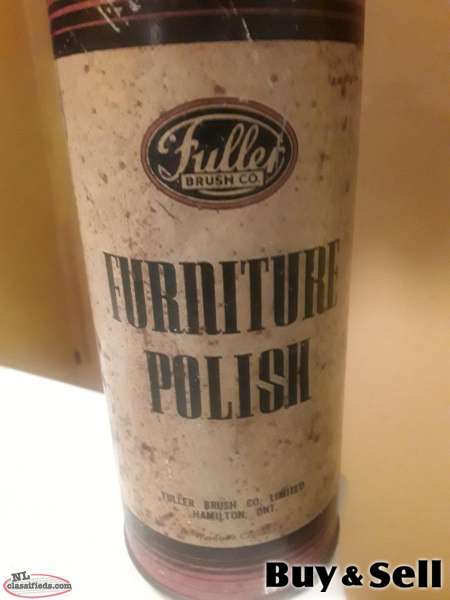 Fuller
BRUSH CO.
FURNITURE
POLISH
FULLER BRUSH CO. LIMITED
HAMILTON, ONT.
NL
classifieds.com
Buy & Sell